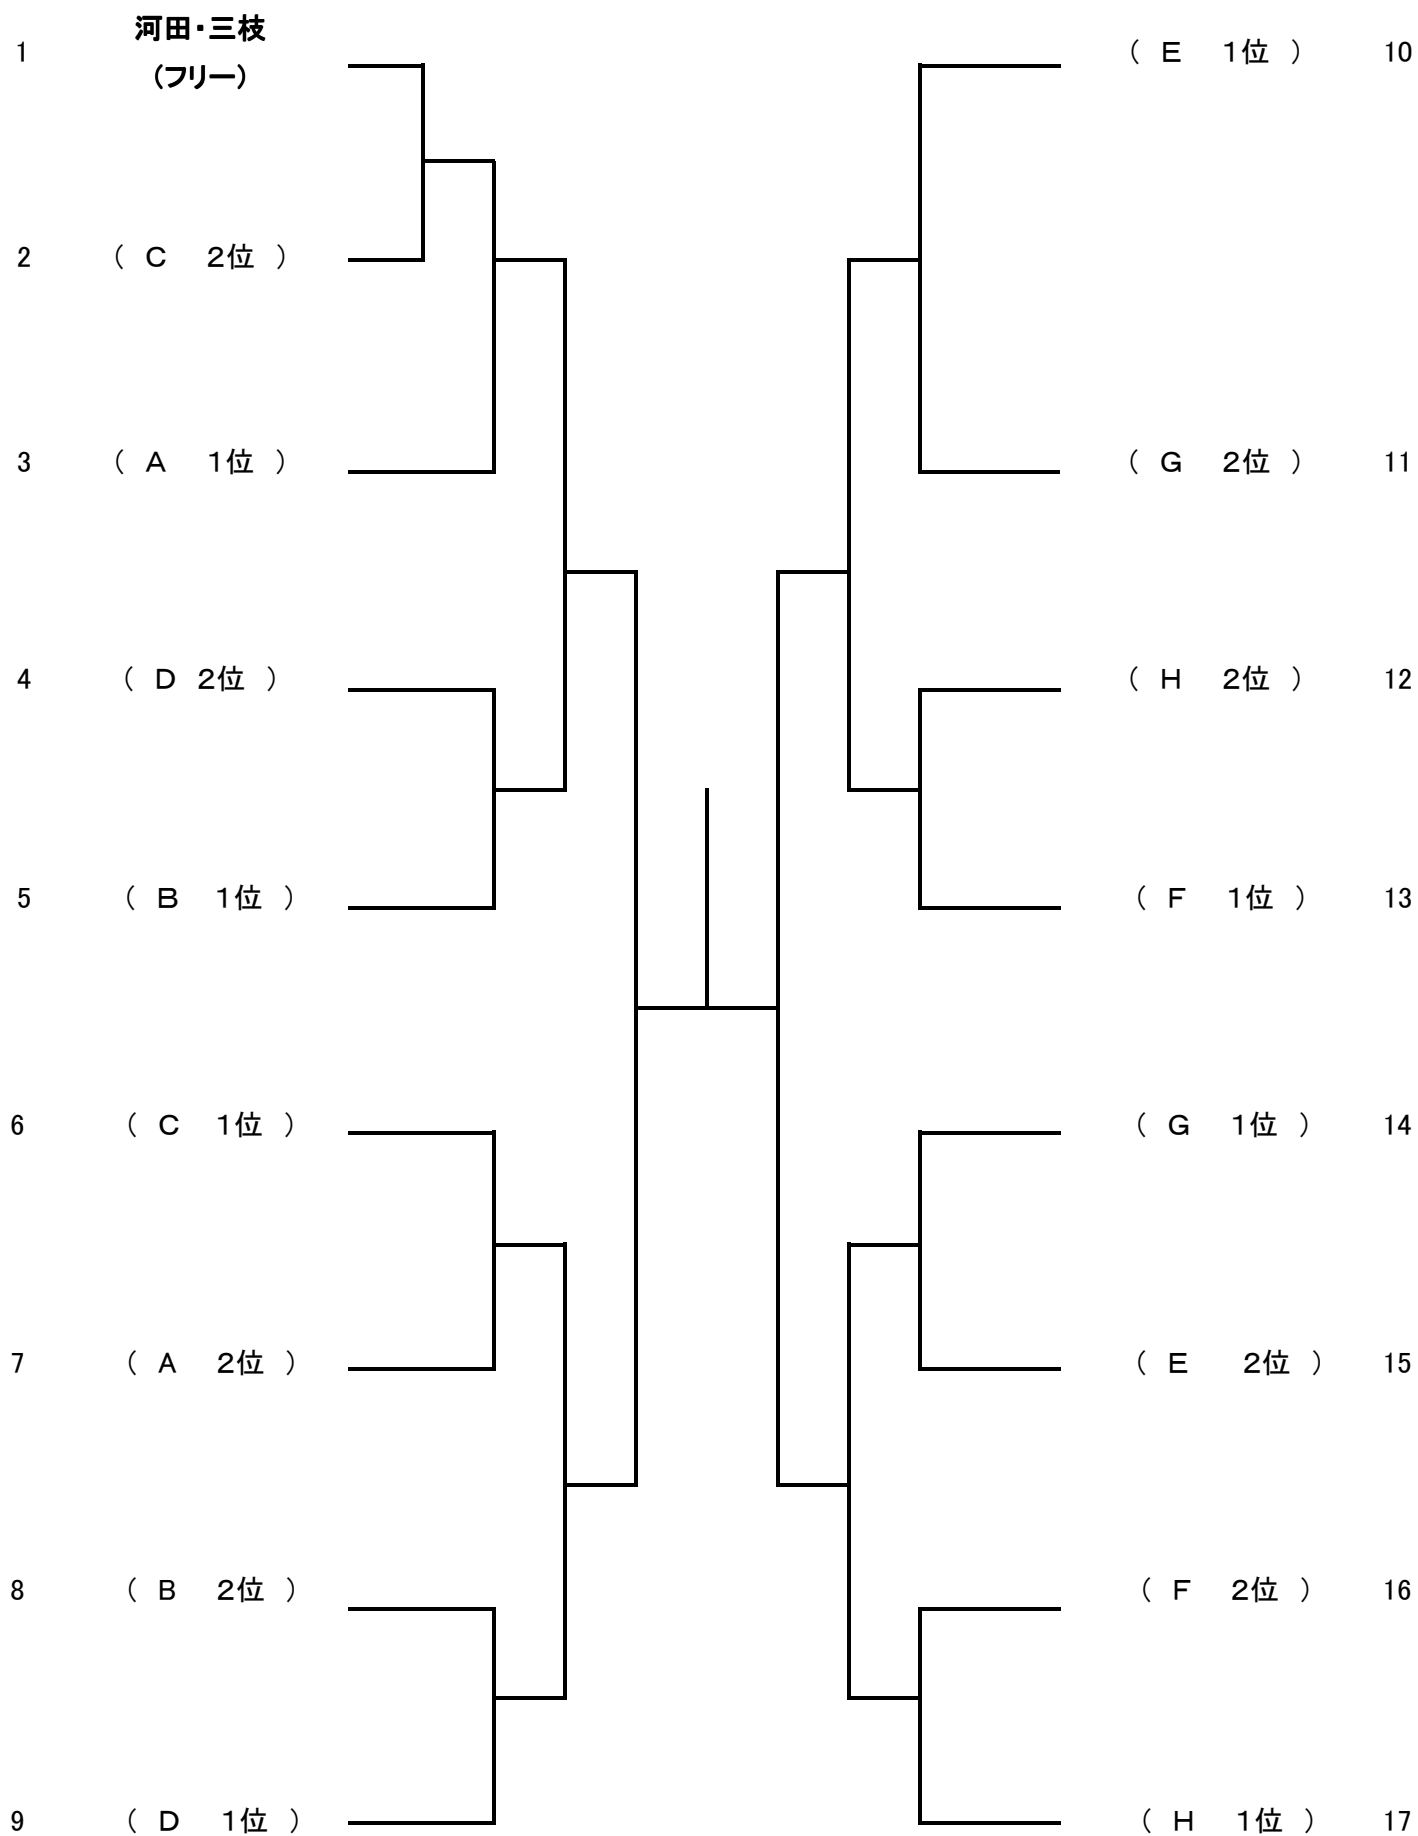 河田・三枝
1
(フリー)
( E 1位 ) 10
2 ( C 2位 )
3 ( A 1位 )
( G 2位 ) 11
4 ( D 2位 )
( H 2位 ) 12
5 ( B 1位 )
( F 1位 ) 13
6 ( C 1位 )
( G 1位 ) 14
7 ( A 2位 )
( E 2位 ) 15
8 ( B 2位 )
( F 2位 ) 16
9 ( D 1位 )
( H 1位 ) 17